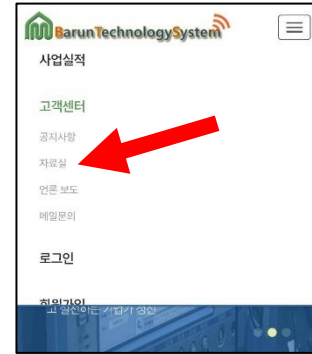 BarunTechnologySystem
사업실적
고객센터
공지사항
자료실
언론 보도
메일문의
로그인
회원가입